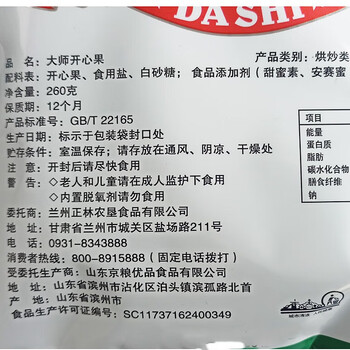 DA SHI
品名：大师开心果
产品类别：烘炒类
配料表：开心果、食用盐、白砂糖；食品添加剂（甜蜜素、安赛蜜
净含量：260克
保质期：12个月
产品标准号：GB/T 22165
生产日期：标示于包装袋封口处
贮存条件：室温保存；请存放在通风、阴凉、干燥处
注意：开封后请尽快食用
警告：◇老人和儿童请在成人监护下食用
◇内置脱氧剂请勿食用
委托商：兰州正林农垦食品有限公司
地址：甘肃省兰州市城关区盐场路211号
电话：0931-8343888
消费者热线：800-8915888（固定电话拨打）
受委托生产商：山东京粮优品食品有限公司
地址：山东省滨州市沾化区泊头镇滨孤路北首
产地：山东省滨州市
食品生产许可证编号：SC11737162400349
项目
能量
蛋白质
脂肪
碳水化合物
膳食纤维
钠